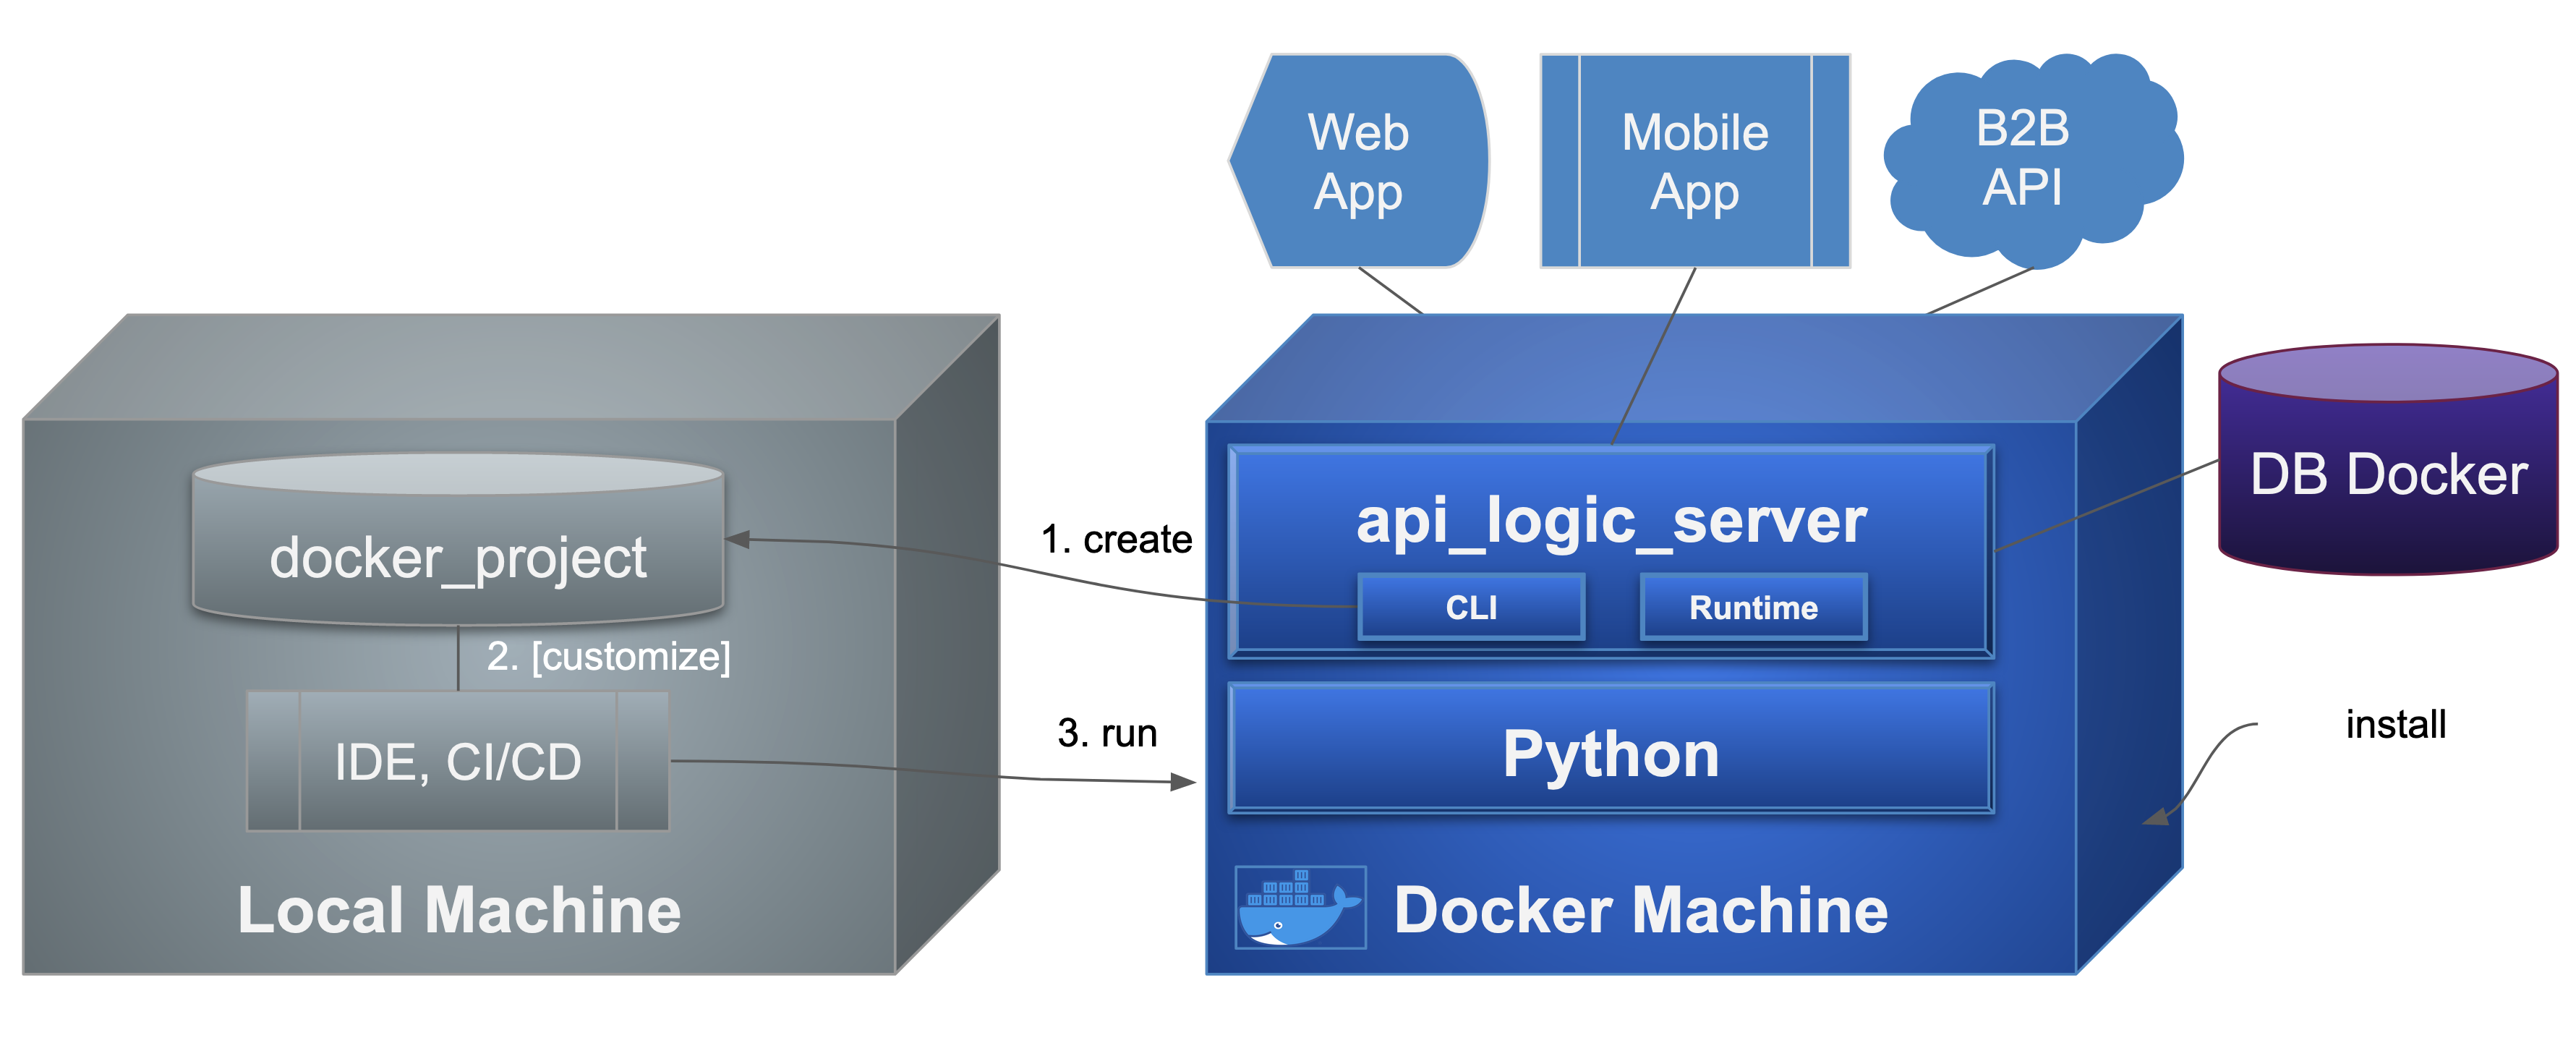 Web
App
Mobile
App
B2B
API
docker_project
2. [customize]
IDE, CI/CD
Local Machine
1. create
3. run
api_logic_server
CLI
Runtime
Python
Docker Machine
DB Docker
install